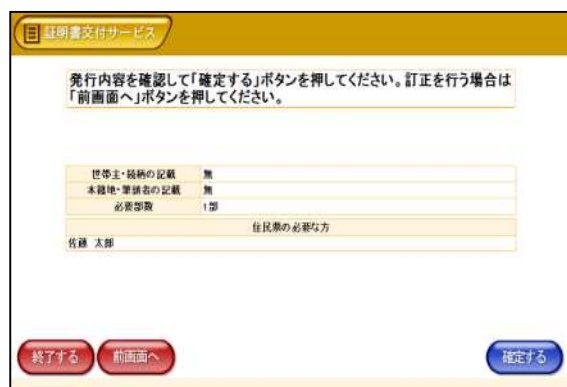 証明書交付サービス
発行内容を確認して「確定する」ボタンを押してください。訂正を行う場合は
「前画面へ」ボタンを押してください。
世帯主・続柄の記載 無
本籍地・筆頭者の記載 無
必要部数 1部
住民票の必要な方
佐藤 太郎
終了する 前画面へ 確定する